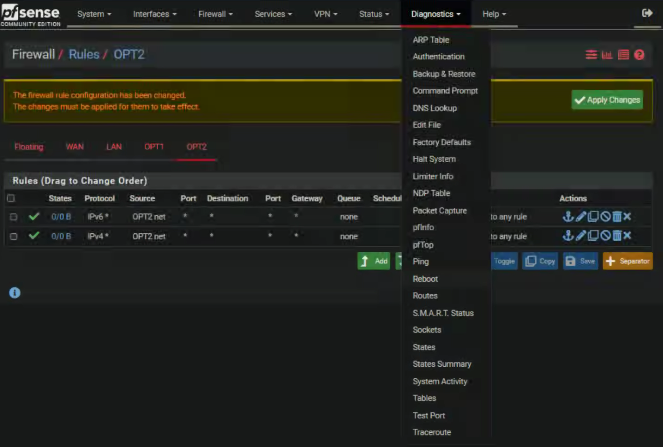 pfsense
COMMUNITY EDITION
System Interfaces Firewall Services VPN Status Diagnostics Help
Firewall / Rules / OPT2
The firewall rule configuration has been changed.
The changes must be applied for them to take effect.
Apply Changes
Floating WAN LAN OPT1 OPT2
Rules (Drag to Change Order)
States Protocol Source Port Destination Port Gateway Queue Schedul Actions
0/0 B IPv6 * OPT2 net * * * * none to any rule
0/0 B IPv4 * OPT2 net * * * * none to any rule
Add Toggle Copy Save Separator
ARP Table
Authentication
Backup & Restore
Command Prompt
DNS Lookup
Edit File
Factory Defaults
Halt System
Limiter Info
NDP Table
Packet Capture
pfInfo
pfTop
Ping
Reboot
Routes
S.M.A.R.T. Status
Sockets
States
States Summary
System Activity
Tables
Test Port
Traceroute